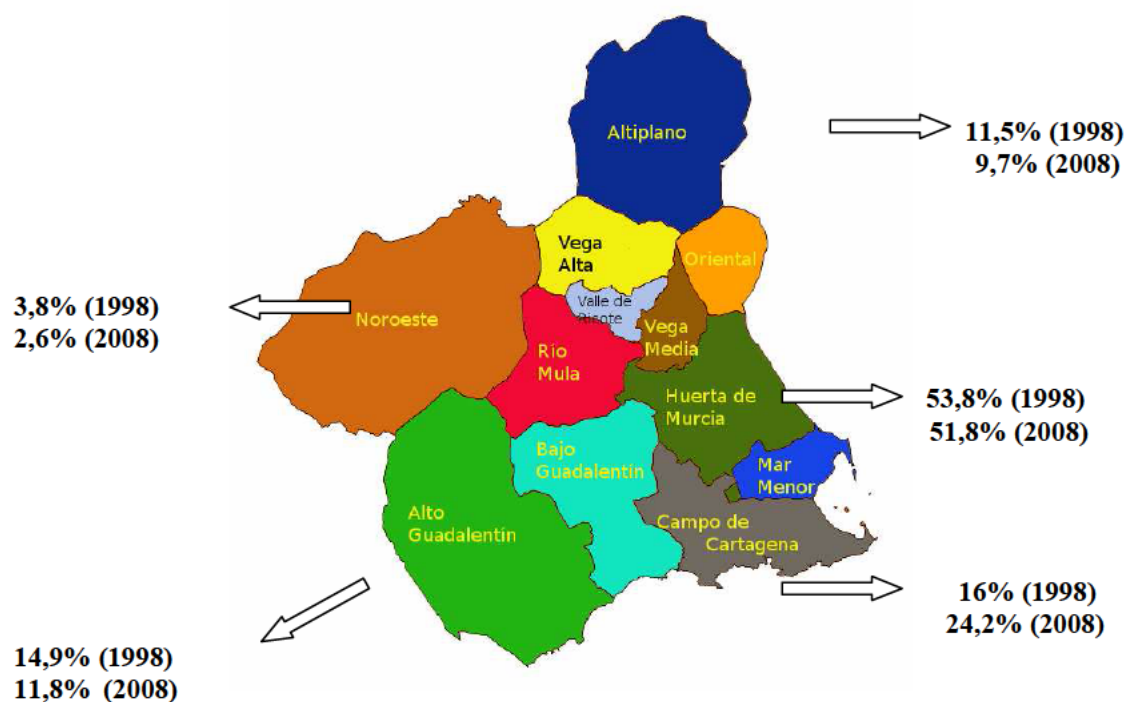 Altiplano
11,5% (1998)
9,7% (2008)
Vega
Alta
Oriental
Valle de
Ricote
3,8% (1998)
2,6% (2008)
Noroeste
Vega
Media
Río
Mula
Huerta de
Murcia
53,8% (1998)
51,8% (2008)
Bajo
Guadalentín
Mar
Menor
Alto
Guadalentín
Campo de
Cartagena
16% (1998)
24,2% (2008)
14,9% (1998)
11,8% (2008)